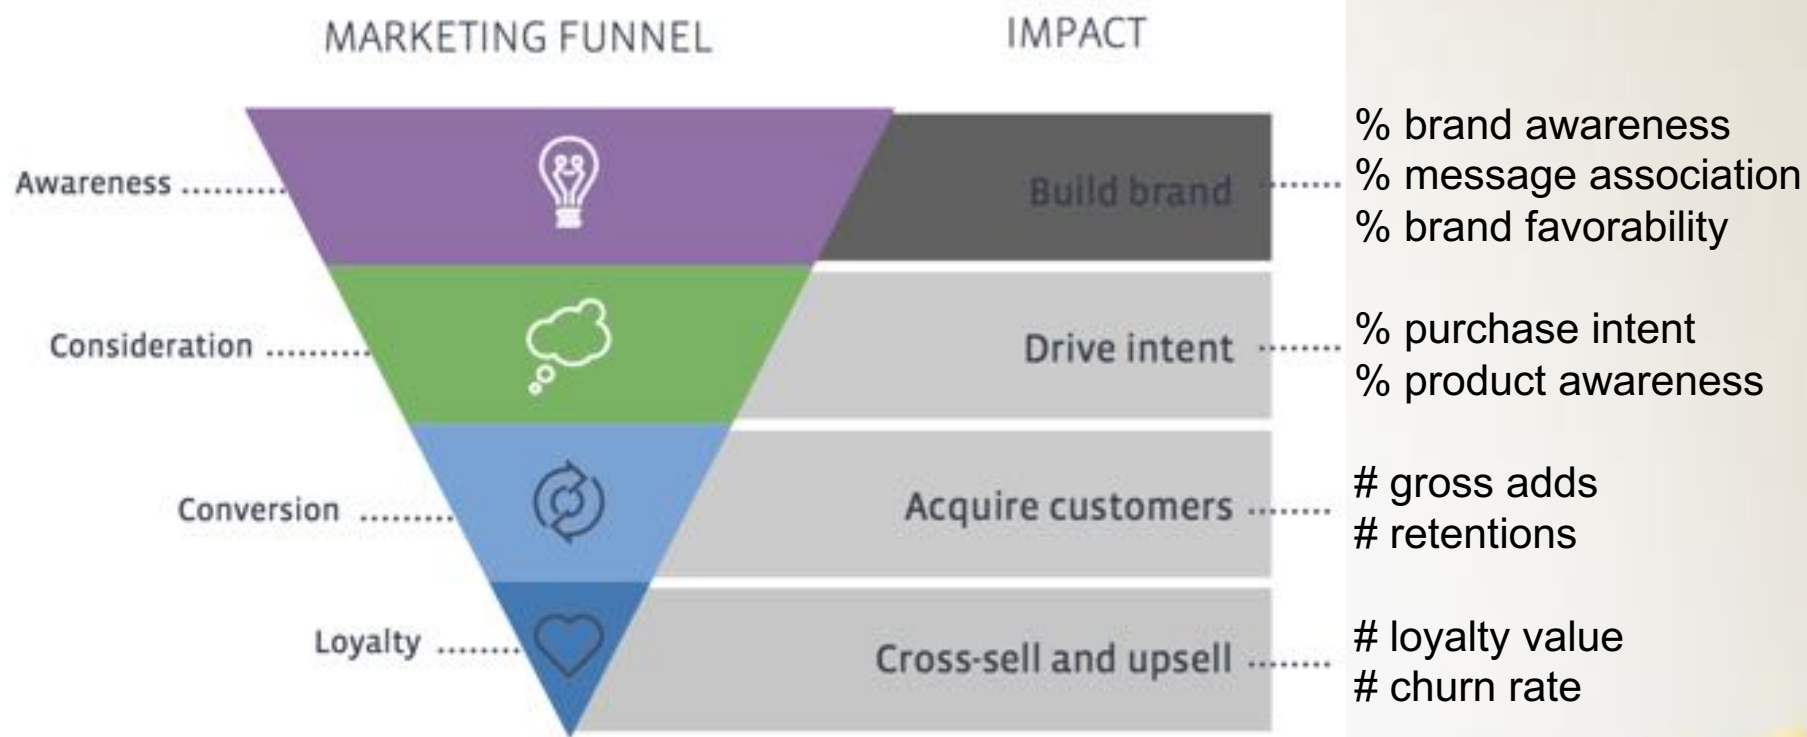 MARKETING FUNNEL
IMPACT
Awareness ..........
Build brand
% brand awareness
% message association
% brand favorability
Consideration ..........
Drive intent
% purchase intent
% product awareness
Conversion .........
Acquire customers
# gross adds
# retentions
Loyalty ........
Cross-sell and upsell
# loyalty value
# churn rate